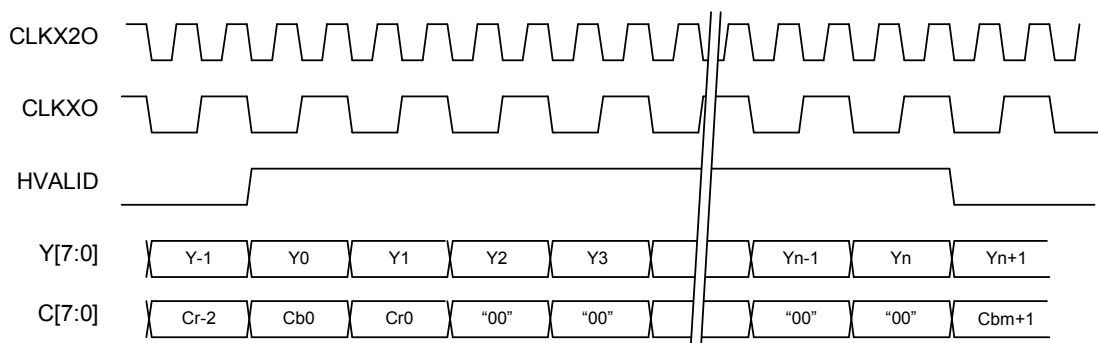 CLKX2O
CLKXO
HVALID
Y[7:0] Y-1 Y0 Y1 Y2 Y3 Yn-1 Yn Yn+1
C[7:0] Cr-2 Cb0 Cr0 “00” “00” “00” “00” Cbm+1